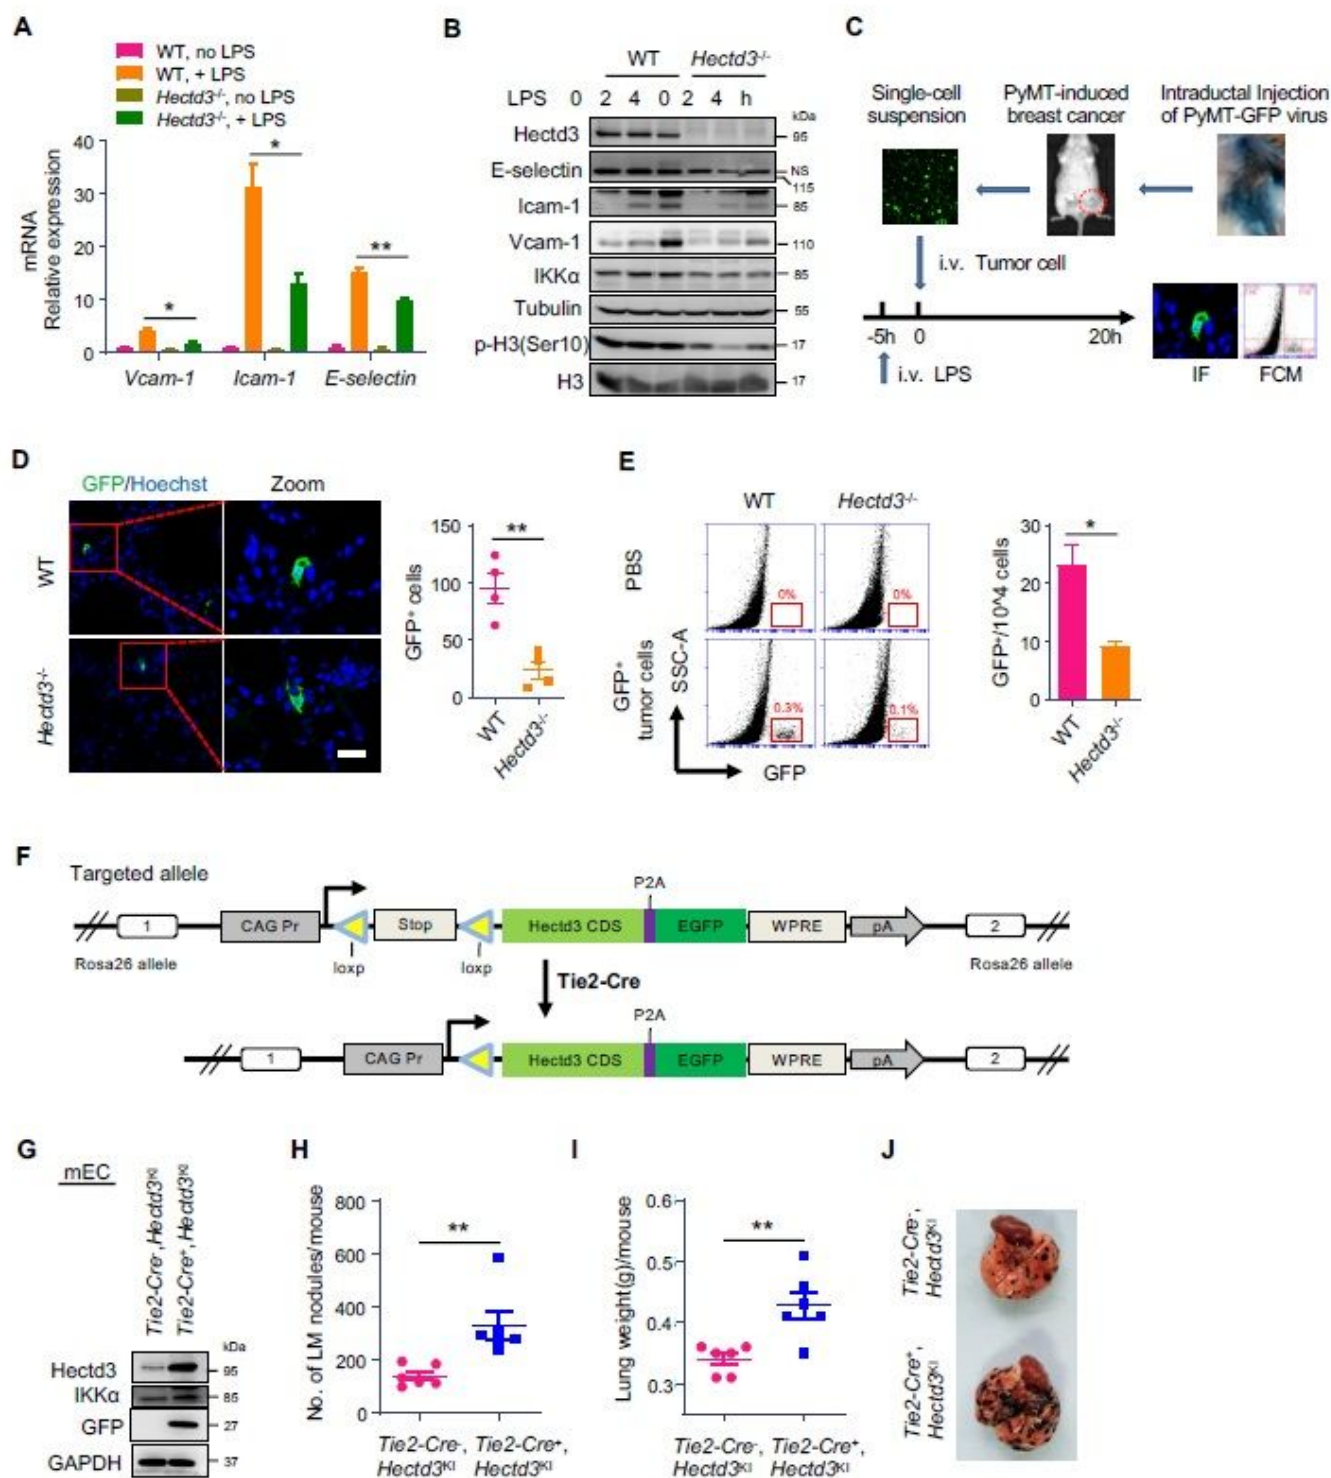 A
WT, no LPS
WT, + LPS
Hectd3-/-, no LPS
Hectd3-/-, + LPS
mRNA
Relative expression
40
30
20
10
0
*
*
**
Vcam-1 Icam-1 E-selectin
B
WT Hectd3-/-
LPS 0 2 4 0 2 4 h
kDa
Hectd3 95
E-selectin NS
115
Icam-1 85
Vcam-1 110
IKKα 85
Tubulin 55
p-H3(Ser10) 17
H3 17
C
Single-cell suspension
PyMT-induced breast cancer
Intraductal Injection of PyMT-GFP virus
i.v. Tumor cell
-5h 0 20h
i.v. LPS
IF FCM
D
GFP/Hoechst Zoom
WT
Hectd3-/-
GFP+ cells
150
100
50
0
**
WT Hectd3-/-
E
WT Hectd3-/-
PBS
0% 0%
GFP+ tumor cells
SSC-A
0.3% 0.1%
GFP
GFP+/10^4 cells
30
20
10
0
*
WT Hectd3-/-
F
Targeted allele
P2A
1 CAG Pr Stop Hectd3 CDS EGFP WPRE pA 2
Rosa26 allele loxp loxp Rosa26 allele
Tie2-Cre
P2A
1 CAG Pr Hectd3 CDS EGFP WPRE pA 2
G
mEC
Tie2-Cre-,Hectd3KI
Tie2-Cre+,Hectd3KI
kDa
Hectd3 95
IKKα 85
GFP 27
GAPDH 37
H
No. of LM nodules/mouse
800
600
400
200
0
**
Tie2-Cre-, Hectd3KI
Tie2-Cre+, Hectd3KI
I
Lung weight(g)/mouse
0.6
0.5
0.4
0.3
**
Tie2-Cre-, Hectd3KI
Tie2-Cre+, Hectd3KI
J
Tie2-Cre-, Hectd3KI
Tie2-Cre+, Hectd3KI